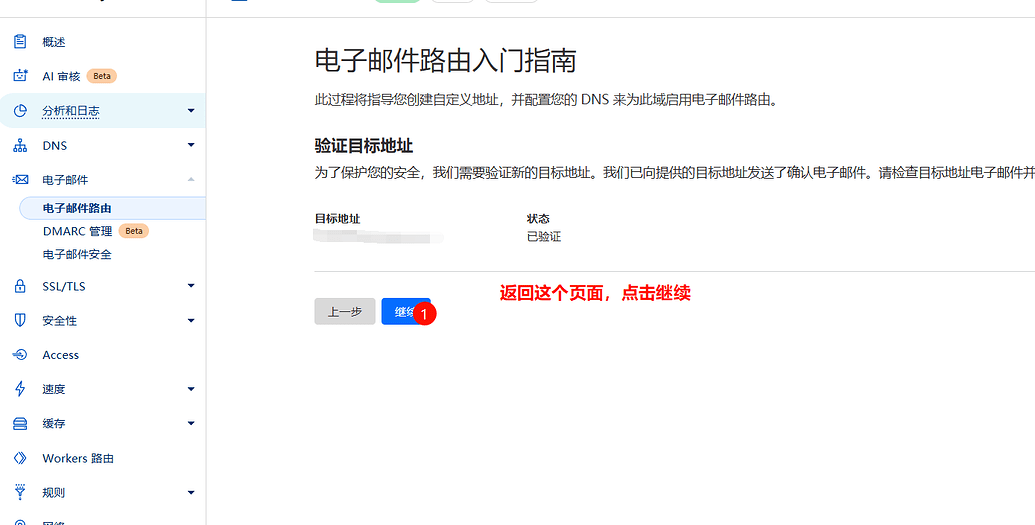 概述
AI 审核 Beta
分析和日志
DNS
电子邮件
电子邮件路由
DMARC 管理 Beta
电子邮件安全
SSL/TLS
安全性
Access
速度
缓存
Workers 路由
规则
电子邮件路由入门指南
此过程将指导您创建自定义地址，并配置您的 DNS 来为此域启用电子邮件路由。
验证目标地址
为了保护您的安全，我们需要验证新的目标地址。我们已向提供的目标地址发送了确认电子邮件。请检查目标地址电子邮件并
目标地址 状态
已验证
返回这个页面，点击继续
上一步 继续 1